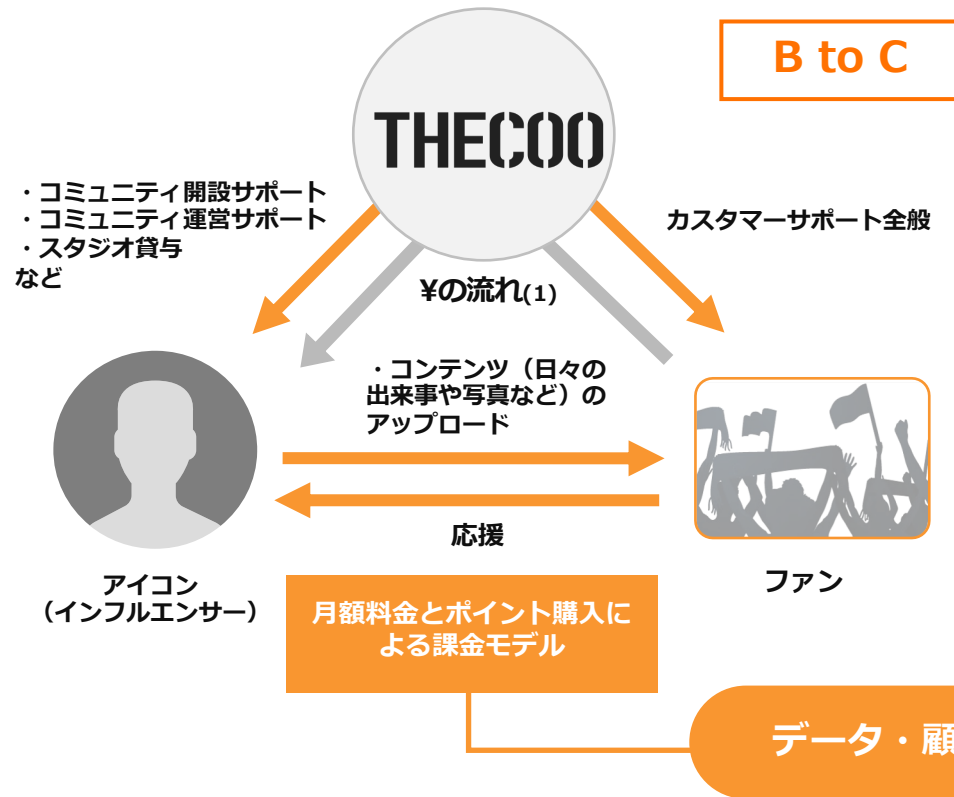 B to C
THECOO
・コミュニティ開設サポート
・コミュニティ運営サポート
・スタジオ貸与
など
カスタマーサポート全般
¥の流れ(1)
・コンテンツ（日々の
出来事や写真など）の
アップロード
応援
アイコン
（インフルエンサー）
ファン
月額料金とポイント購入に
よる課金モデル
データ・顧